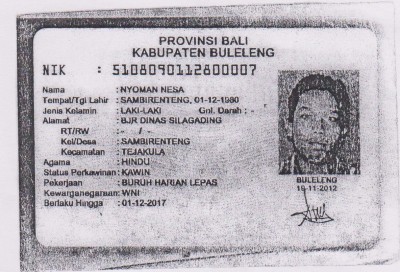 PROVINSI BALI
KABUPATEN BULELENG
NIK : 5108090112800007
Nama : NYOMAN NESA
Tempat/Tgl Lahir : SAMBIRENTENG, 01-12-1980
Jenis Kelamin : LAKI-LAKI Gol. Darah : -
Alamat : BJR DINAS SILAGADING
RT/RW : - / -
Kel/Desa : SAMBIRENTENG
Kecamatan : TEJAKULA
Agama : HINDU
Status Perkawinan : KAWIN
Pekerjaan : BURUH HARIAN LEPAS
Kewarganegaraan : WNI
Berlaku Hingga : 01-12-2017
BULELENG
19-11-2012